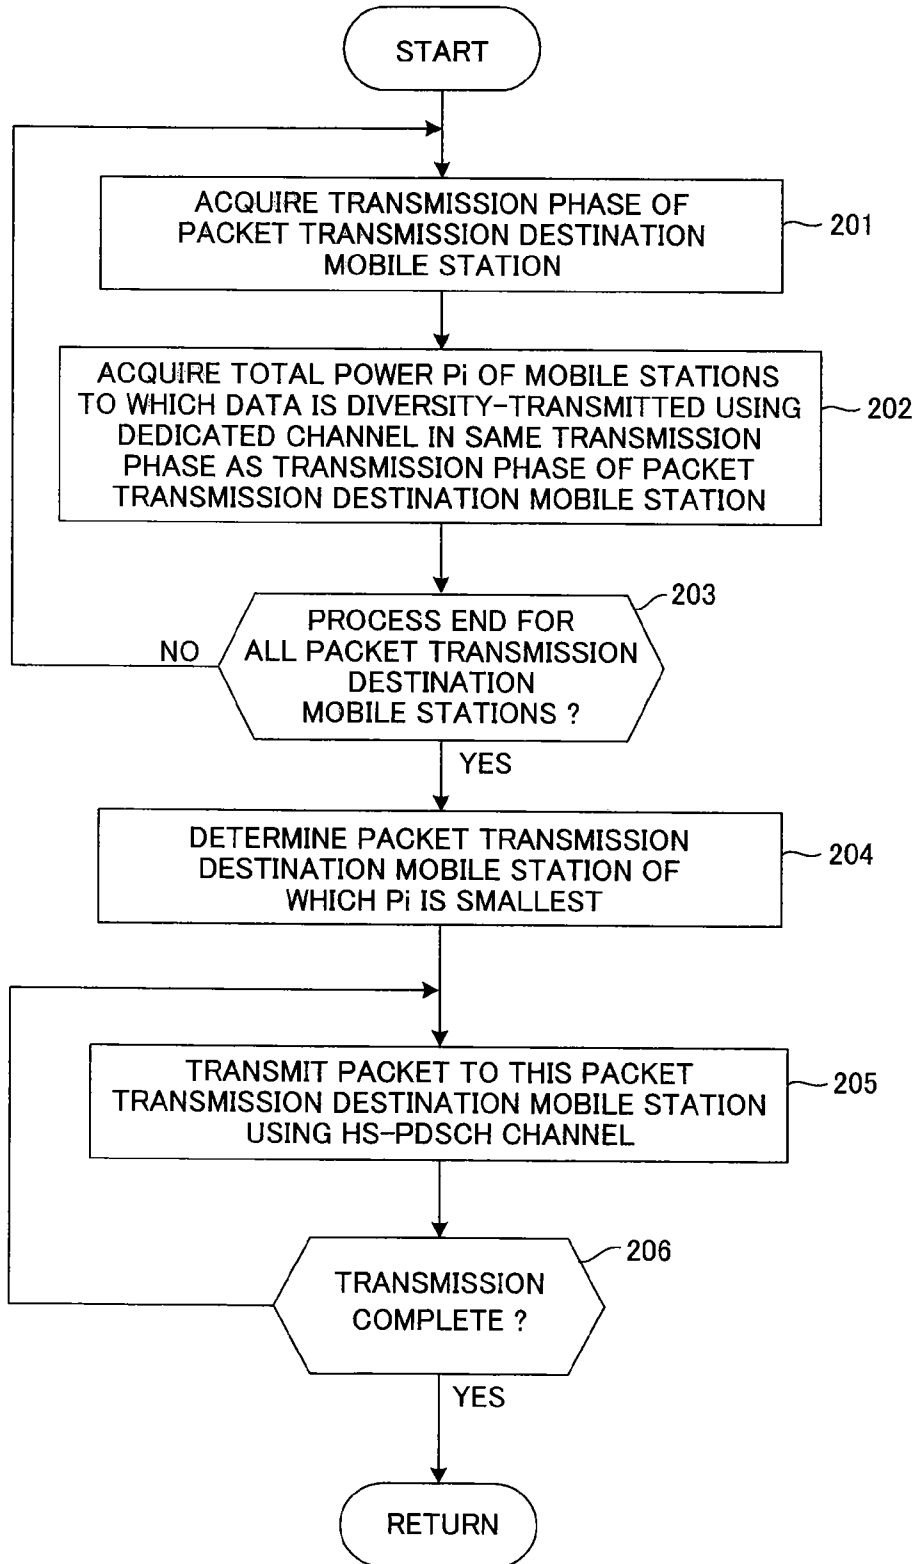 START
ACQUIRE TRANSMISSION PHASE OF
PACKET TRANSMISSION DESTINATION
MOBILE STATION
201
ACQUIRE TOTAL POWER Pi OF MOBILE STATIONS
TO WHICH DATA IS DIVERSITY-TRANSMITTED USING
DEDICATED CHANNEL IN SAME TRANSMISSION
PHASE AS TRANSMISSION PHASE OF PACKET
TRANSMISSION DESTINATION MOBILE STATION
202
203
PROCESS END FOR
ALL PACKET TRANSMISSION
DESTINATION
MOBILE STATIONS ?
NO
YES
DETERMINE PACKET TRANSMISSION
DESTINATION MOBILE STATION OF
WHICH Pi IS SMALLEST
204
TRANSMIT PACKET TO THIS PACKET
TRANSMISSION DESTINATION MOBILE STATION
USING HS-PDSCH CHANNEL
205
206
TRANSMISSION
COMPLETE ?
YES
RETURN